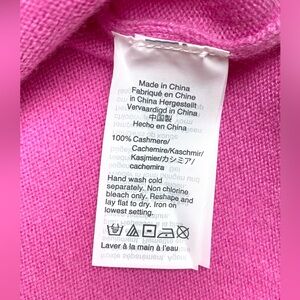 Made in China
Fabriqué en Chine
in China Hergestellt
Vervaardigd in China
中国製
Hecho en China
100% Cashmere/
Cachemire/Kaschmir/
Kasjmier/カシミア/
cachemira
Hand wash cold
separately. Non chlorine
bleach only. Reshape and
lay flat to dry. Iron on
lowest setting.
Laver à la main - à l'eau